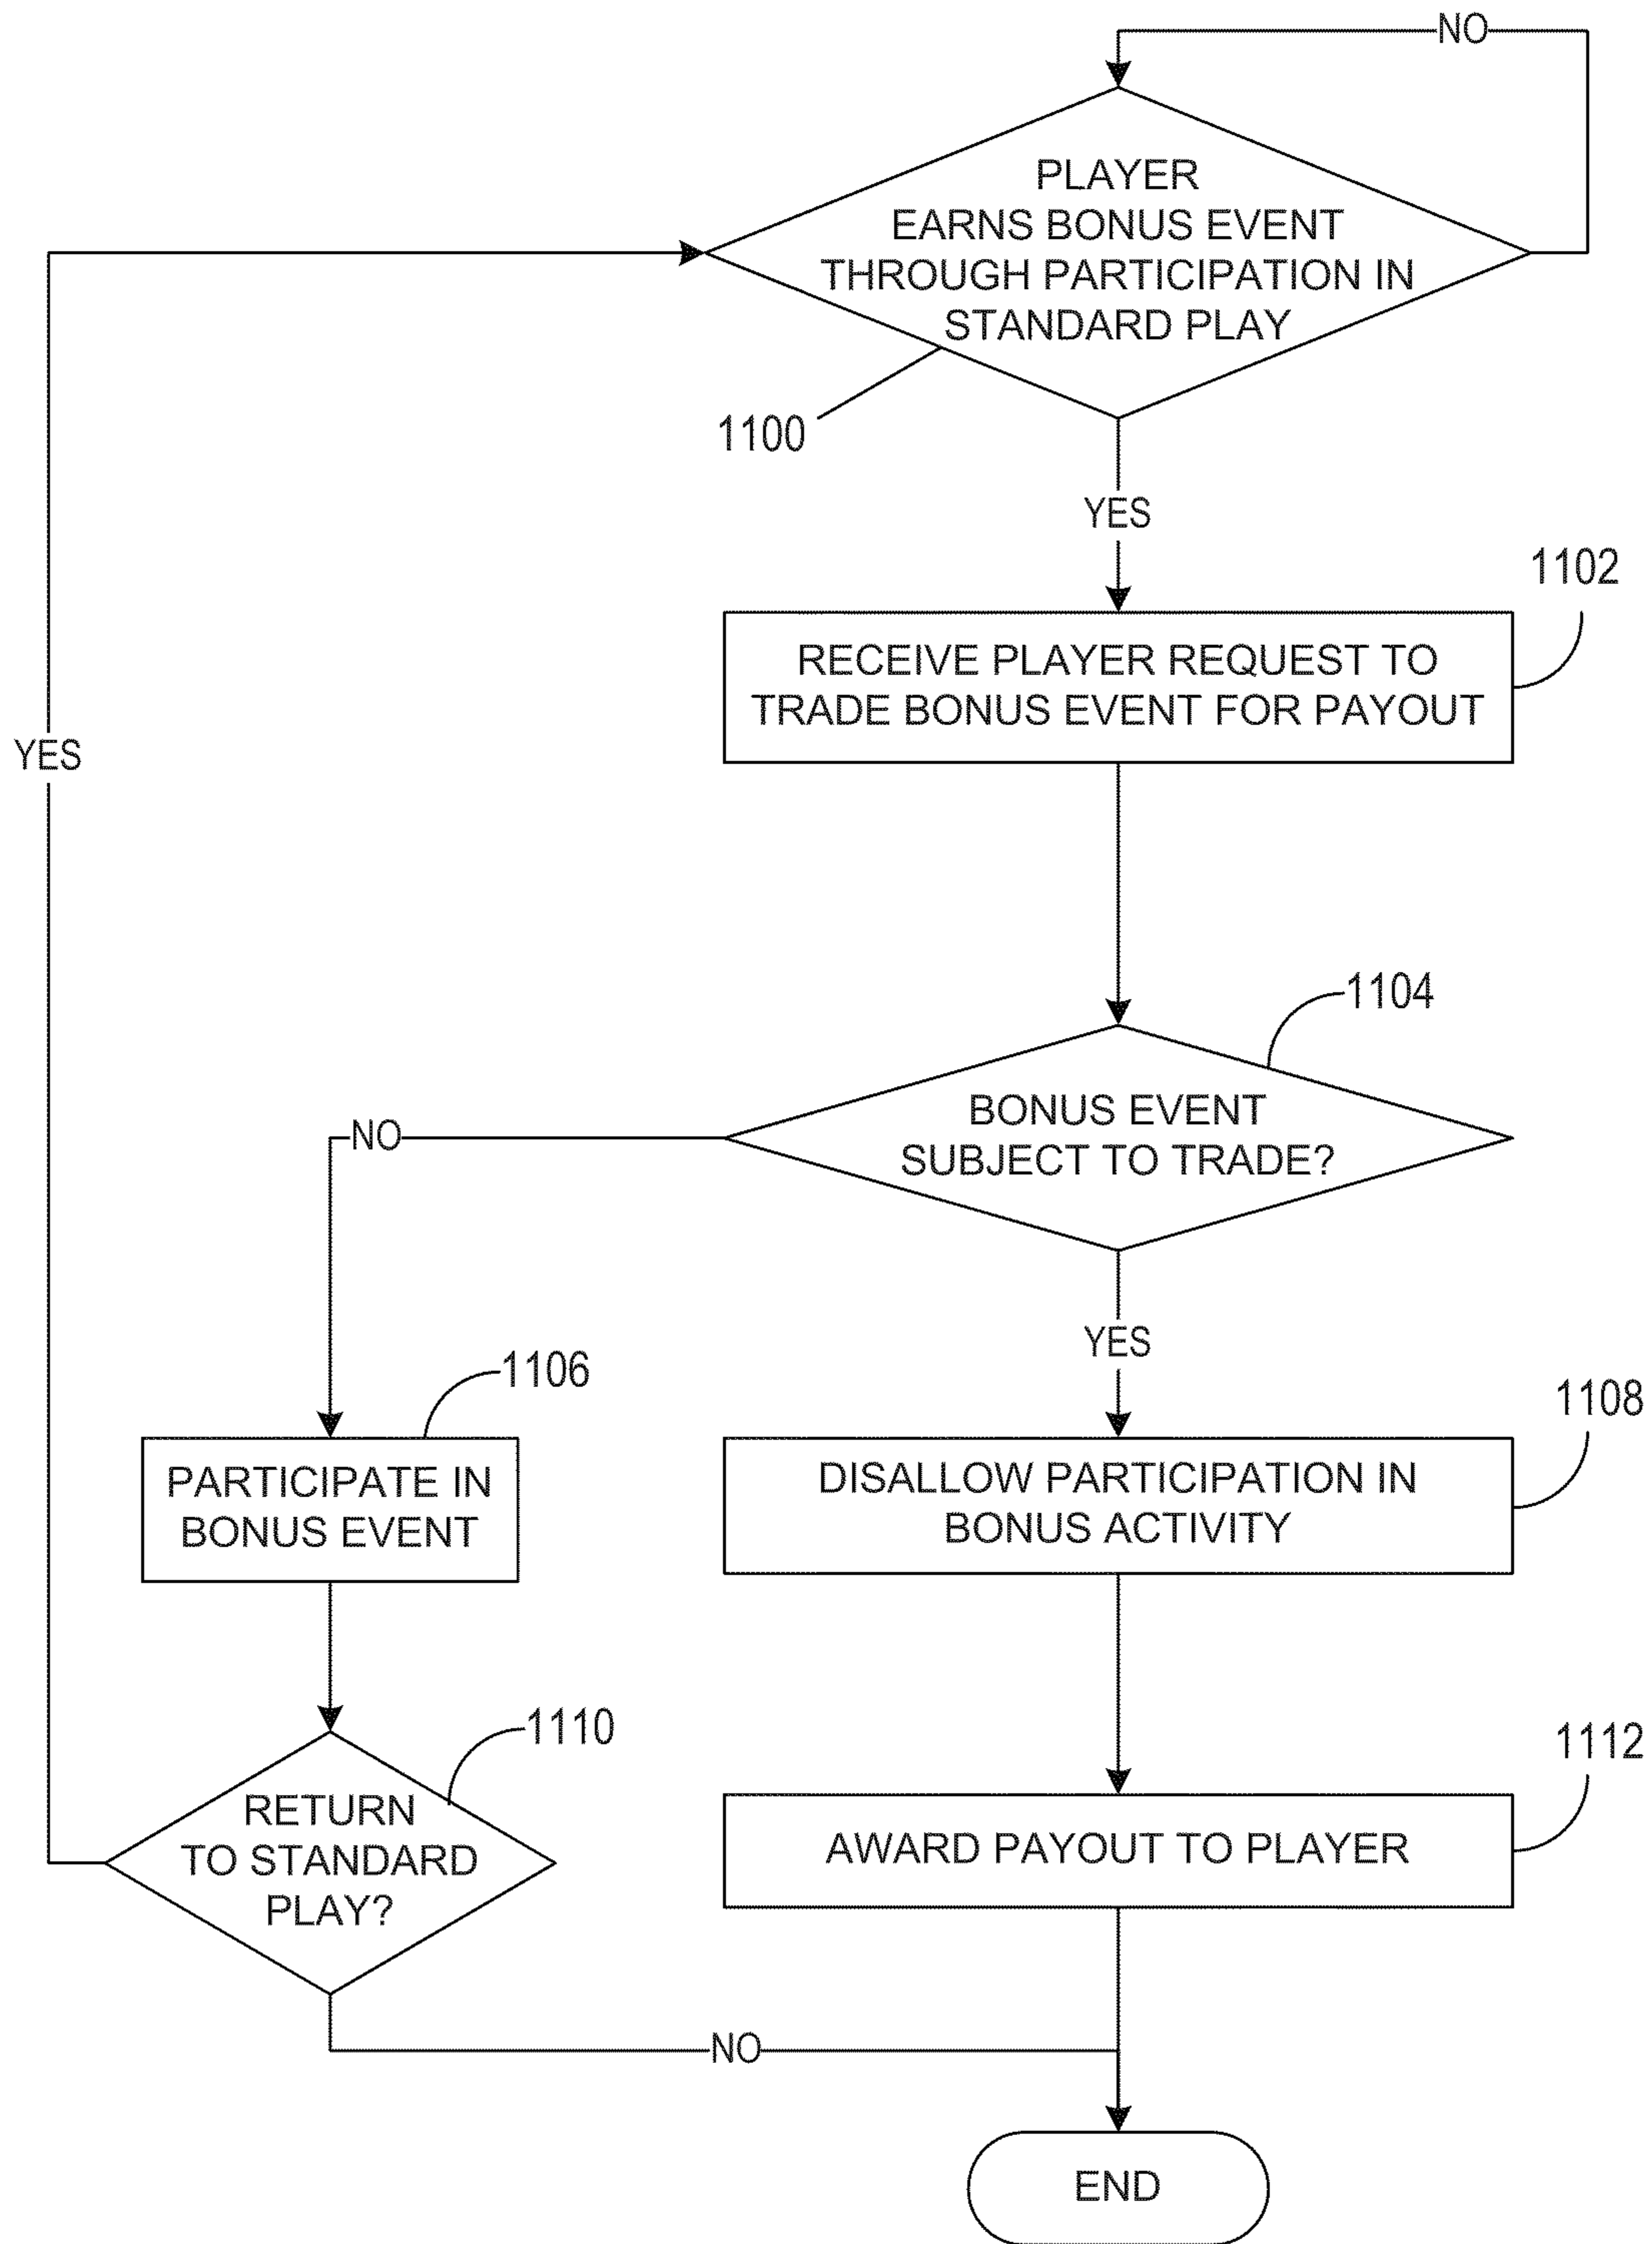 NO
PLAYER
EARNS BONUS EVENT
THROUGH PARTICIPATION IN
STANDARD PLAY
1100
YES
1102
RECEIVE PLAYER REQUEST TO
TRADE BONUS EVENT FOR PAYOUT
YES
1104
BONUS EVENT
SUBJECT TO TRADE?
NO
YES
1106
1108
PARTICIPATE IN
BONUS EVENT
DISALLOW PARTICIPATION IN
BONUS ACTIVITY
1110
1112
RETURN
TO STANDARD
PLAY?
AWARD PAYOUT TO PLAYER
NO
END